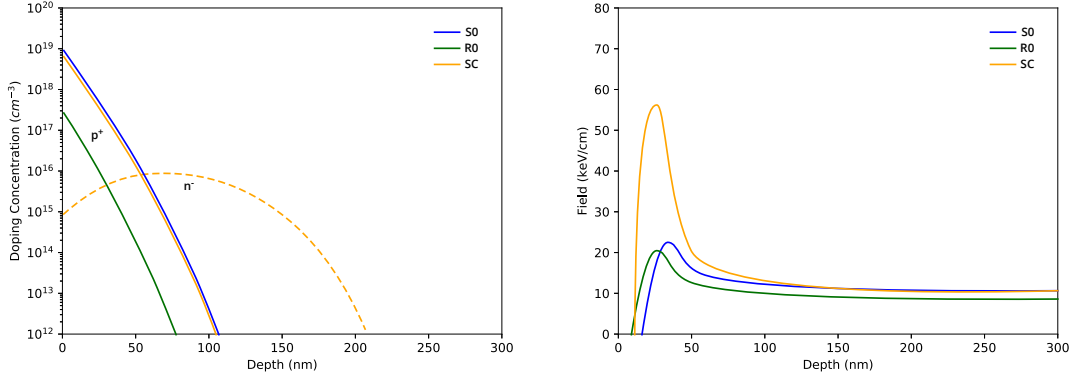 10^20
10^19
10^18
10^17
10^16
10^15
10^14
10^13
10^12
Doping Concentration (cm^−3)
0 50 100 150 200 250 300
Depth (nm)
S0
R0
SC
p^+
n^-
80
70
60
50
40
30
20
10
0
Field (keV/cm)
0 50 100 150 200 250 300
Depth (nm)
S0
R0
SC